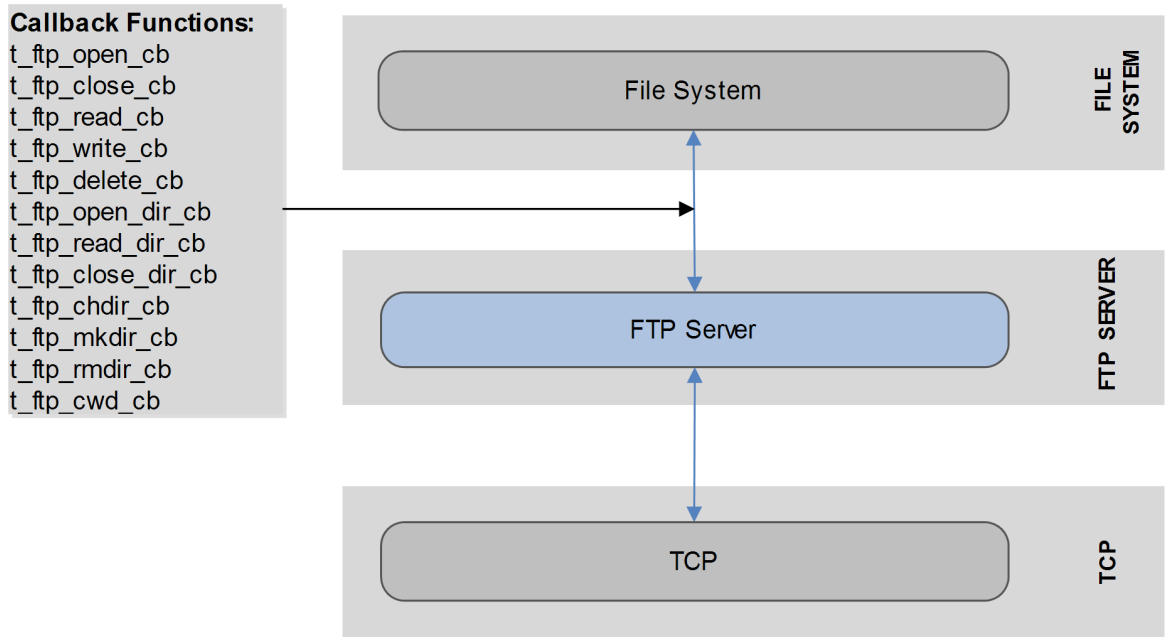 Callback Functions:
t_ftp_open_cb
t_ftp_close_cb
t_ftp_read_cb
t_ftp_write_cb
t_ftp_delete_cb
t_ftp_open_dir_cb
t_ftp_read_dir_cb
t_ftp_close_dir_cb
t_ftp_chdir_cb
t_ftp_mkdir_cb
t_ftp_rmdir_cb
t_ftp_cwd_cb
File System
FILE
SYSTEM
FTP Server
FTP SERVER
TCP
TCP